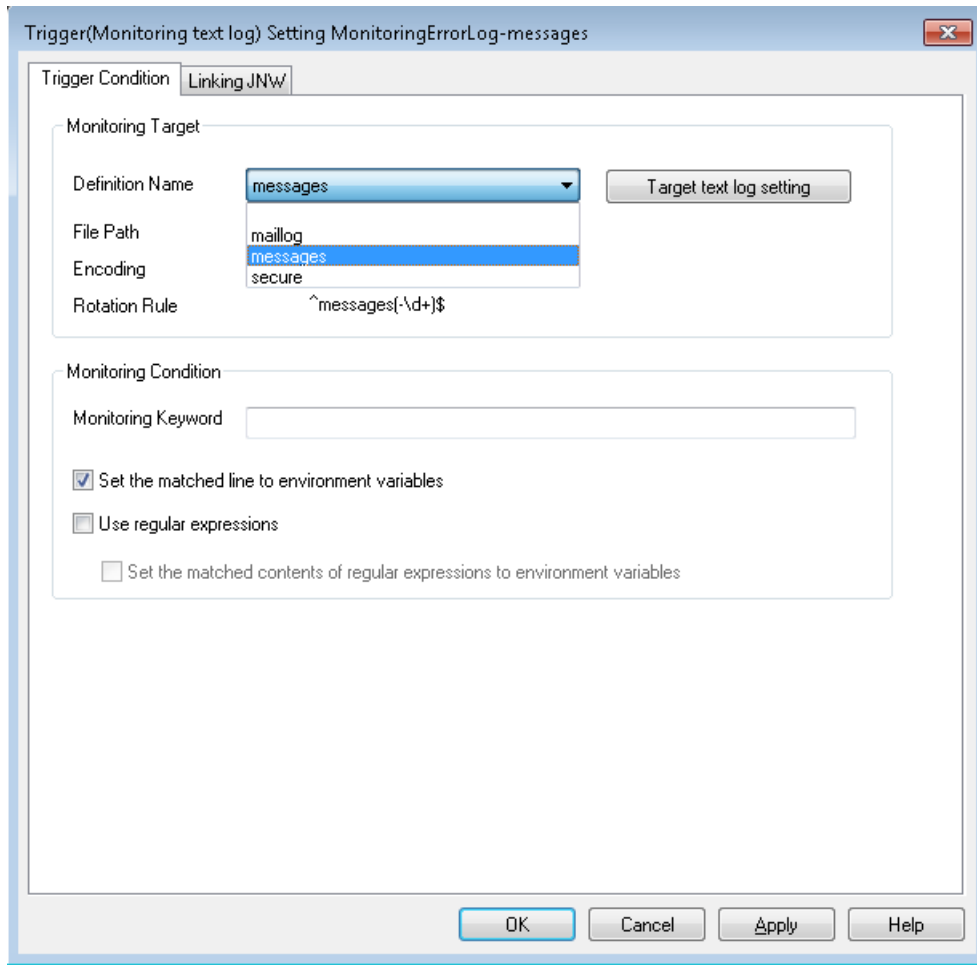 Trigger(Monitoring text log) Setting MonitoringErrorLog-messages
Trigger Condition
Linking JNW
Monitoring Target
Definition Name
messages
Target text log setting
File Path
maillog
messages
Encoding
secure
Rotation Rule
^messages(-\d+)$
Monitoring Condition
Monitoring Keyword
Set the matched line to environment variables
Use regular expressions
Set the matched contents of regular expressions to environment variables
OK
Cancel
Apply
Help